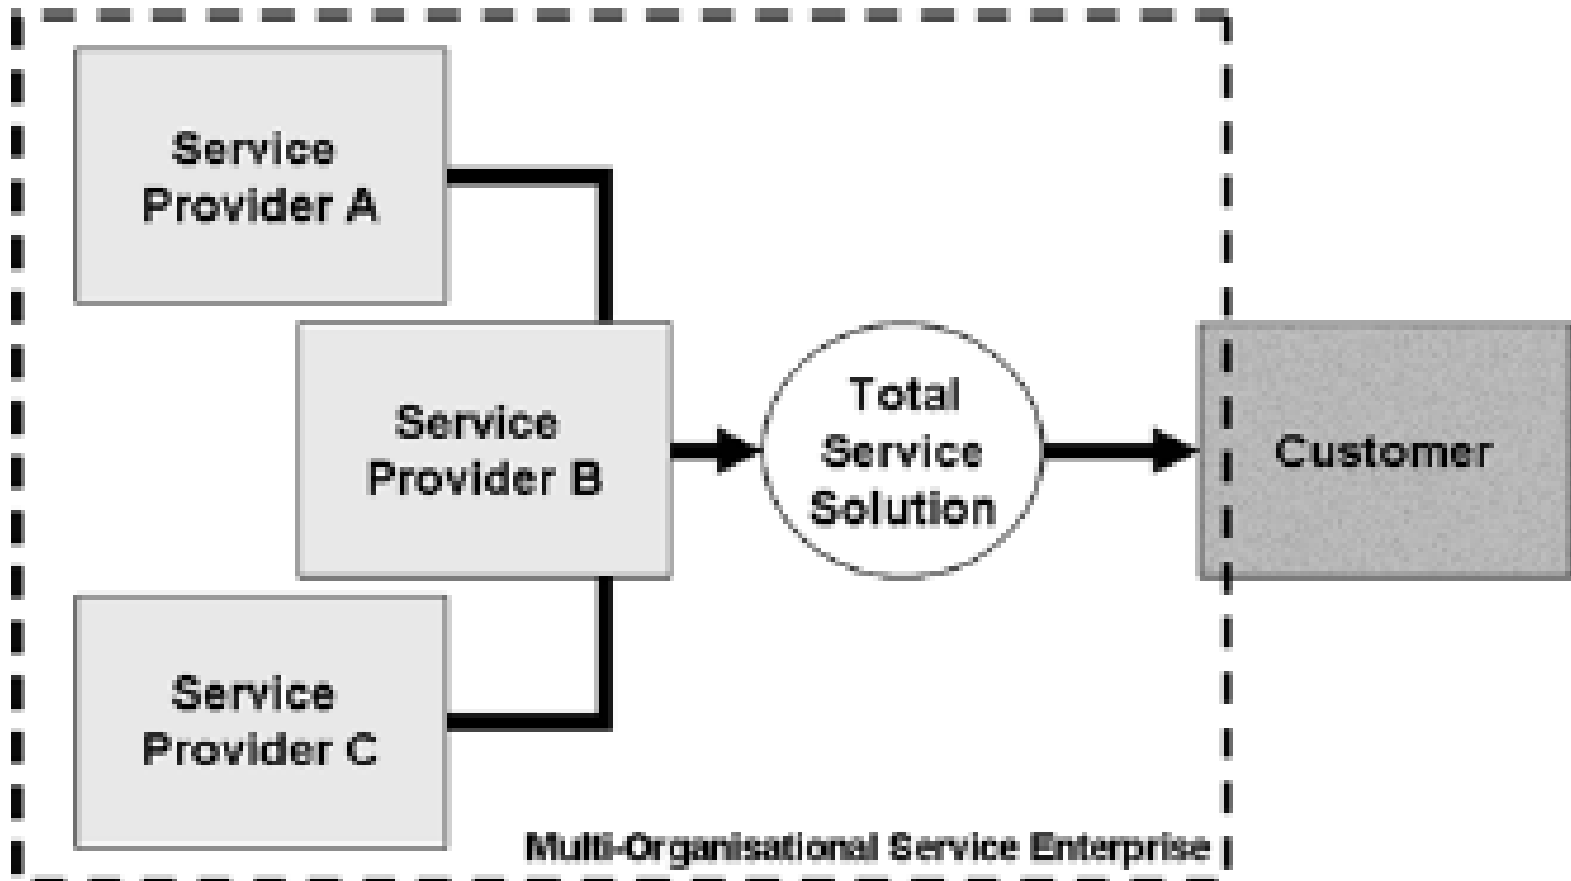 Service
Provider A
Service
Provider B
Service
Provider C
Total
Service
Solution
Customer
Multi-Organisational Service Enterprise